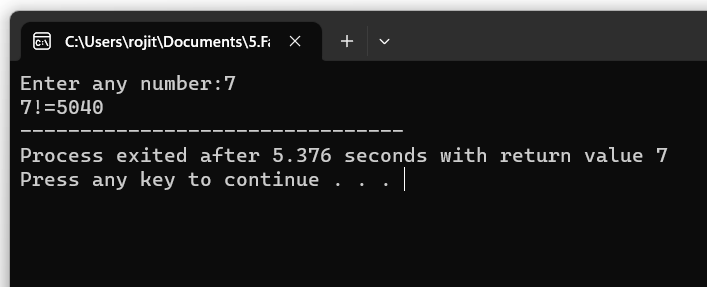 C:\Users\rojit\Documents\5.Fa
Enter any number:7
7!=5040
--------------------------------
Process exited after 5.376 seconds with return value 7
Press any key to continue . . .